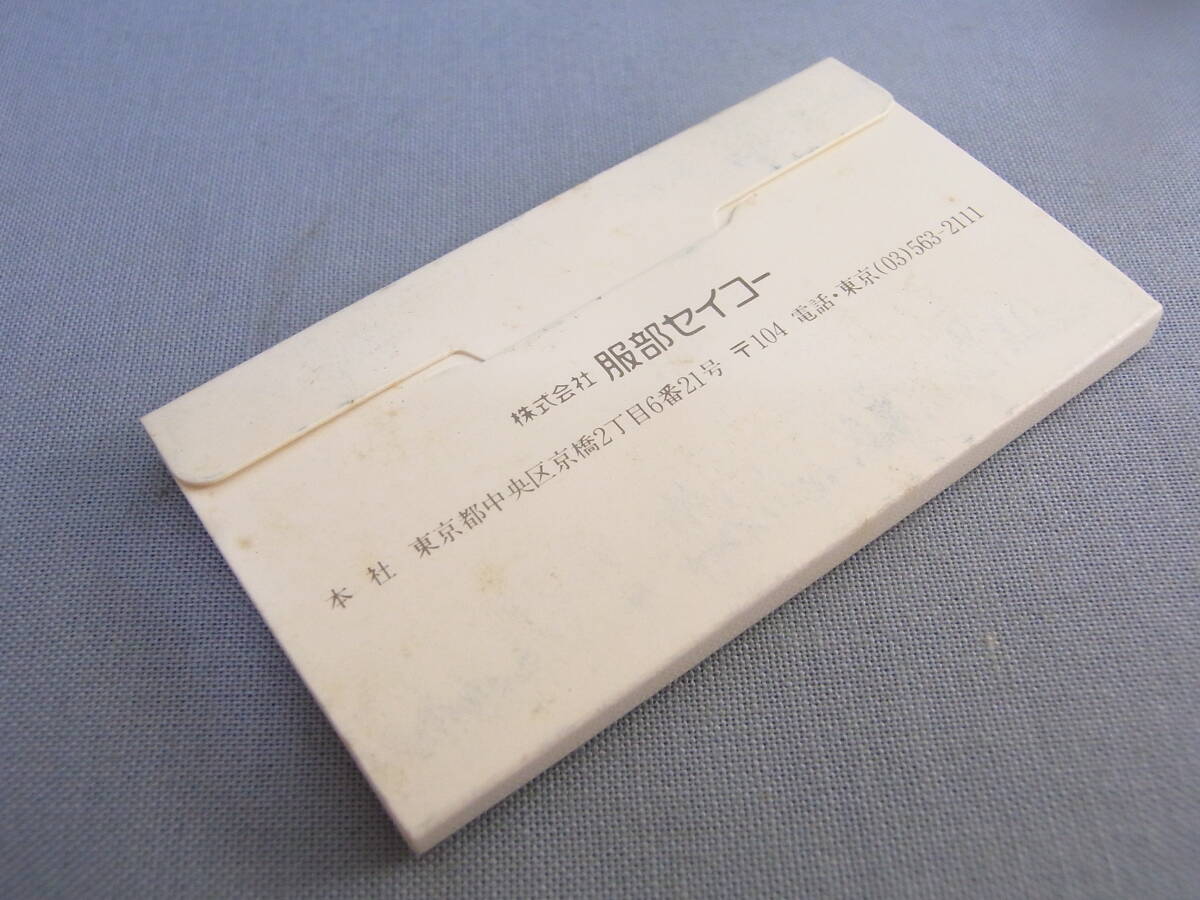 株式会社 服部セイコー
本社 東京都中央区京橋2丁目6番21号 〒104 電話・東京(03)563-2111